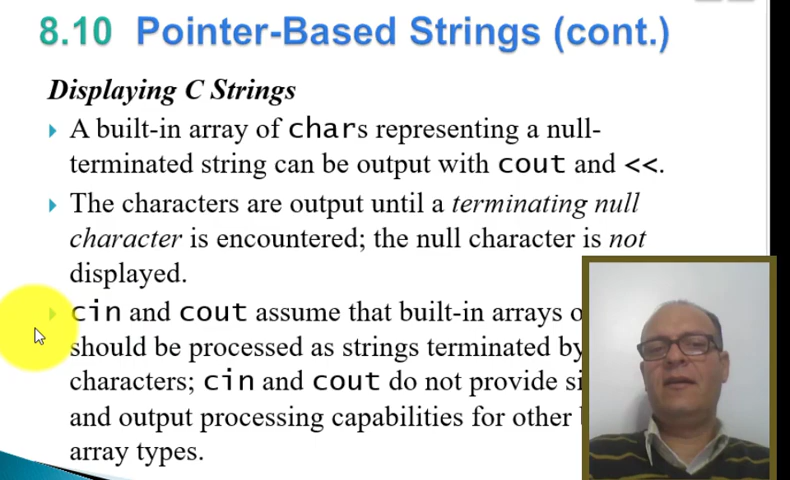 8.10 Pointer-Based Strings (cont.)
Displaying C Strings
A built-in array of chars representing a null-
terminated string can be output with cout and <<.
The characters are output until a terminating null
character is encountered; the null character is not
displayed.
cin and cout assume that built-in arrays
should be processed as strings terminated by
characters; cin and cout do not provide
and output processing capabilities for other
array types.